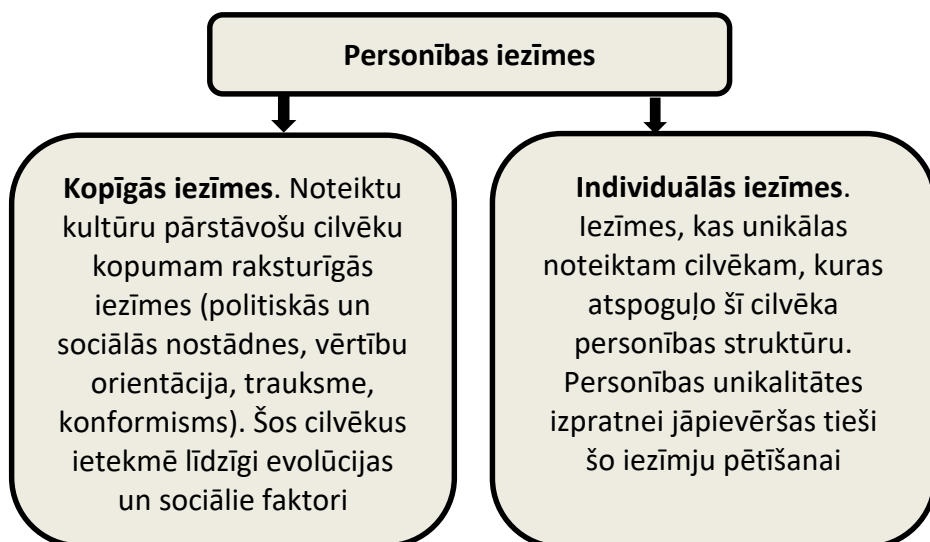 Personības iezīmes
Kopīgās iezīmes. Noteiktu
kultūru pārstāvošu cilvēku
kopumam raksturīgās
iezīmes (politiskās un
sociālās nostādnes, vērtību
orientācija, trauksme,
konformisms). Šos cilvēkus
ietekmē līdzīgi evolūcijas
un sociālie faktori
Individuālās iezīmes.
Iezīmes, kas unikālas
noteiktam cilvēkam, kuras
atspoguļo šī cilvēka
personības struktūru.
Personības unikalitātes
izpratnei jāpievēršas tieši
šo iezīmju pētīšanai